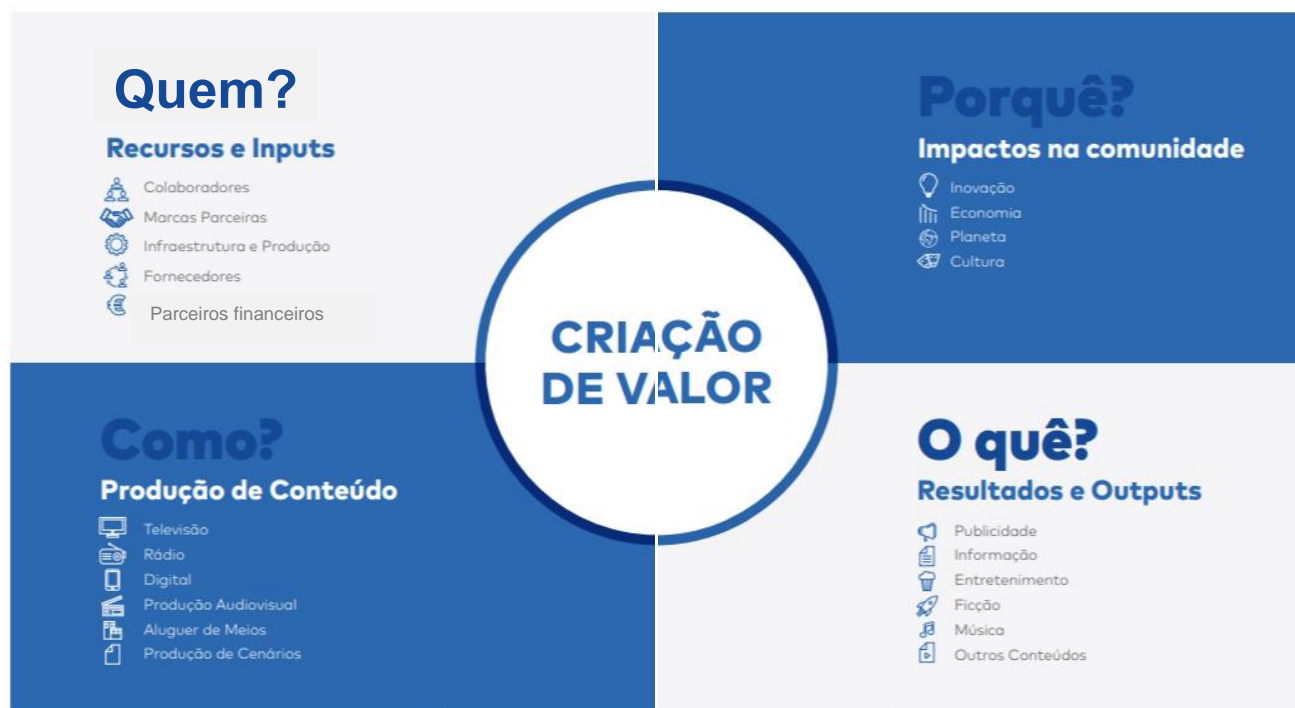 Quem?
Recursos e Inputs
Colaboradores
Marcas Parceiras
Infraestrutura e Produção
Fornecedores
Parceiros financeiros
Porquê?
Impactos na comunidade
Inovação
Economia
Planeta
Cultura
CRIAÇÃO
DE VALOR
Como?
Produção de Conteúdo
Televisão
Rádio
Digital
Produção Audiovisual
Aluguer de Meios
Produção de Cenários
O quê?
Resultados e Outputs
Publicidade
Informação
Entretenimento
Ficção
Música
Outros Conteúdos